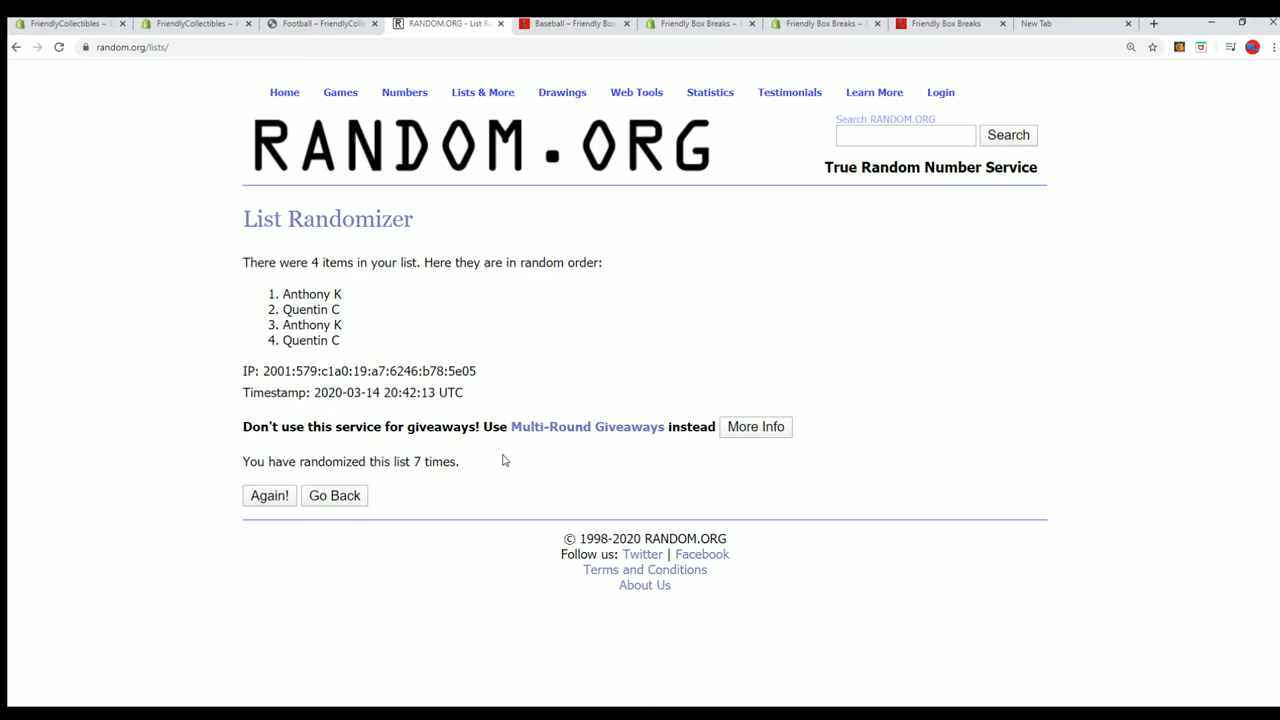 FriendlyCollectibles ~
FriendlyCollectibles ~
Football – FriendlyColle
RANDOM.ORG - List R
Baseball – Friendly Box
Friendly Box Breaks ~
Friendly Box Breaks ~
Friendly Box Breaks
New Tab
random.org/lists/
Home Games Numbers Lists & More Drawings Web Tools Statistics Testimonials Learn More Login
RANDOM.ORG
Search RANDOM.ORG
Search
True Random Number Service
List Randomizer
There were 4 items in your list. Here they are in random order:
1. Anthony K
2. Quentin C
3. Anthony K
4. Quentin C
IP: 2001:579:c1a0:19:a7:6246:b78:5e05
Timestamp: 2020-03-14 20:42:13 UTC
Don't use this service for giveaways! Use Multi-Round Giveaways instead More Info
You have randomized this list 7 times.
Again! Go Back
© 1998-2020 RANDOM.ORG
Follow us: Twitter | Facebook
Terms and Conditions
About Us